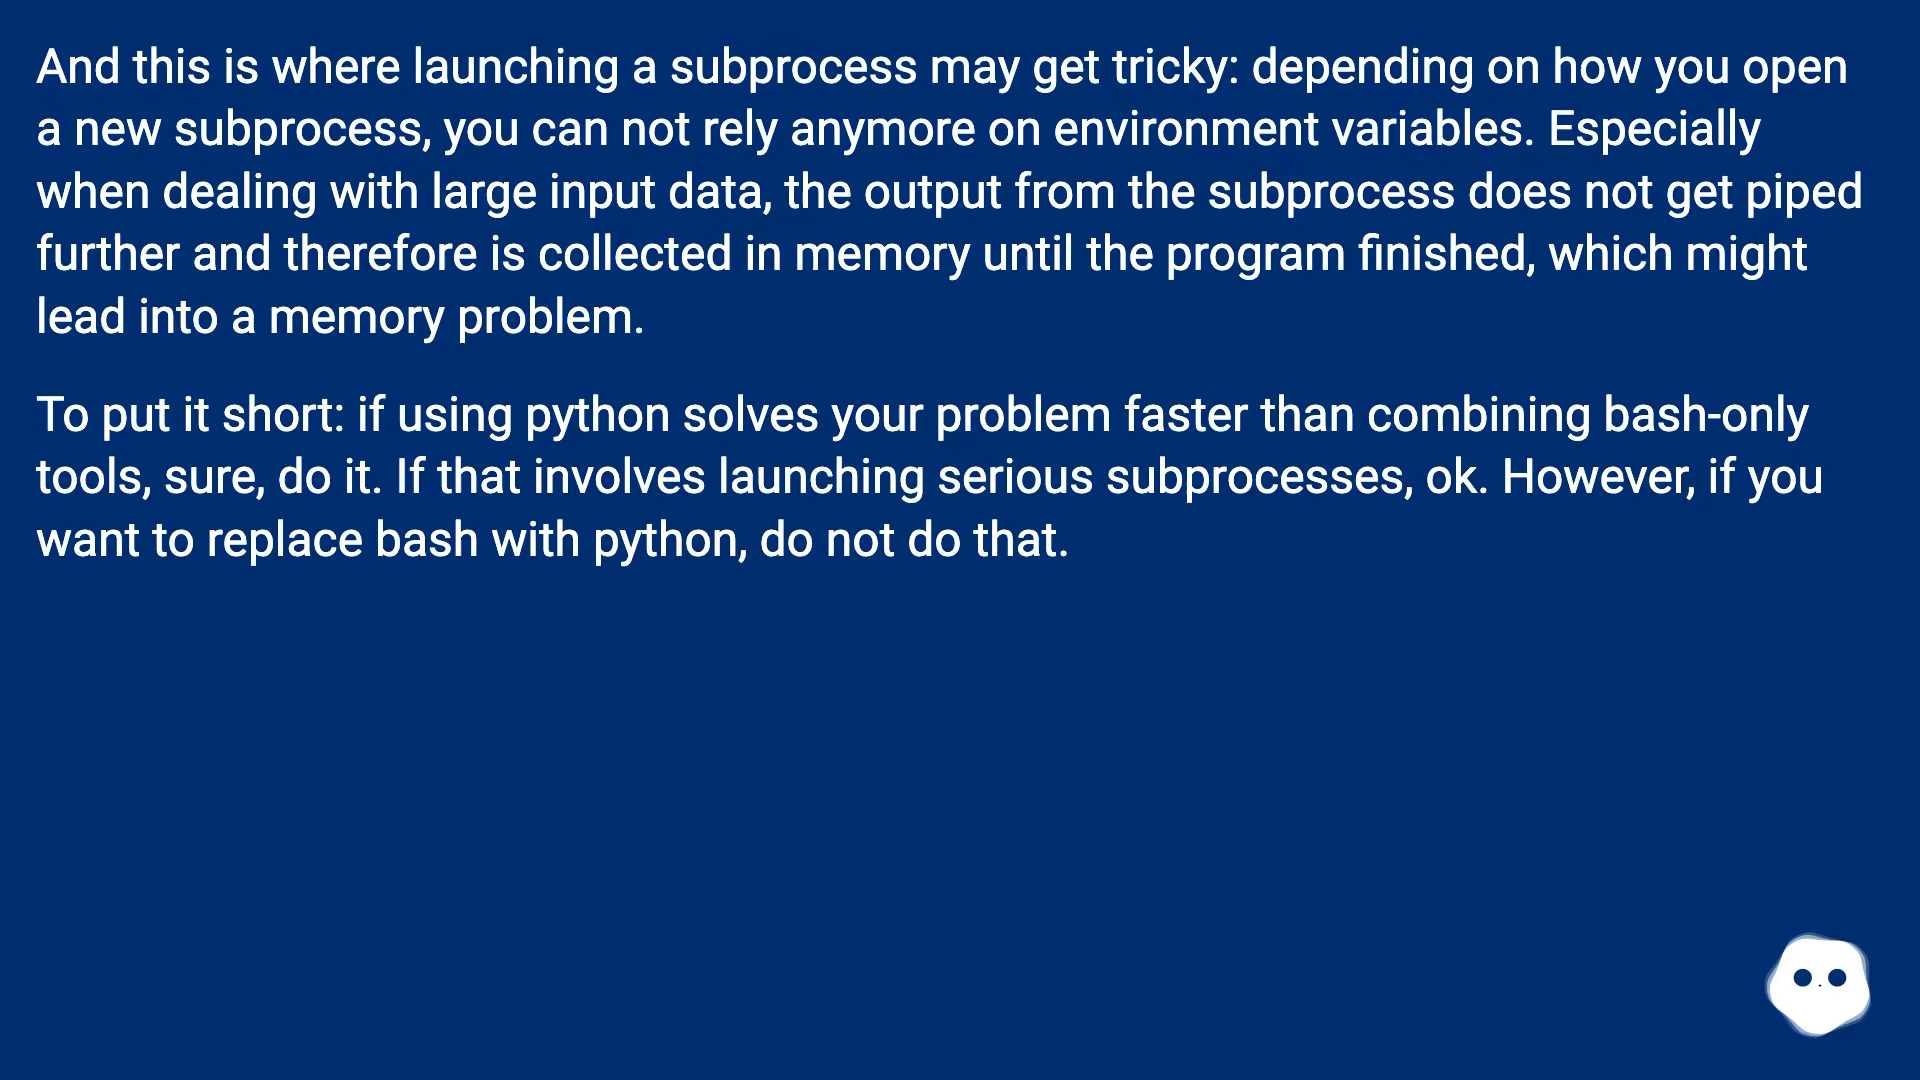 And this is where launching a subprocess may get tricky: depending on how you open
a new subprocess, you can not rely anymore on environment variables. Especially
when dealing with large input data, the output from the subprocess does not get piped
further and therefore is collected in memory until the program finished, which might
lead into a memory problem.
To put it short: if using python solves your problem faster than combining bash-only
tools, sure, do it. If that involves launching serious subprocesses, ok. However, if you
want to replace bash with python, do not do that.